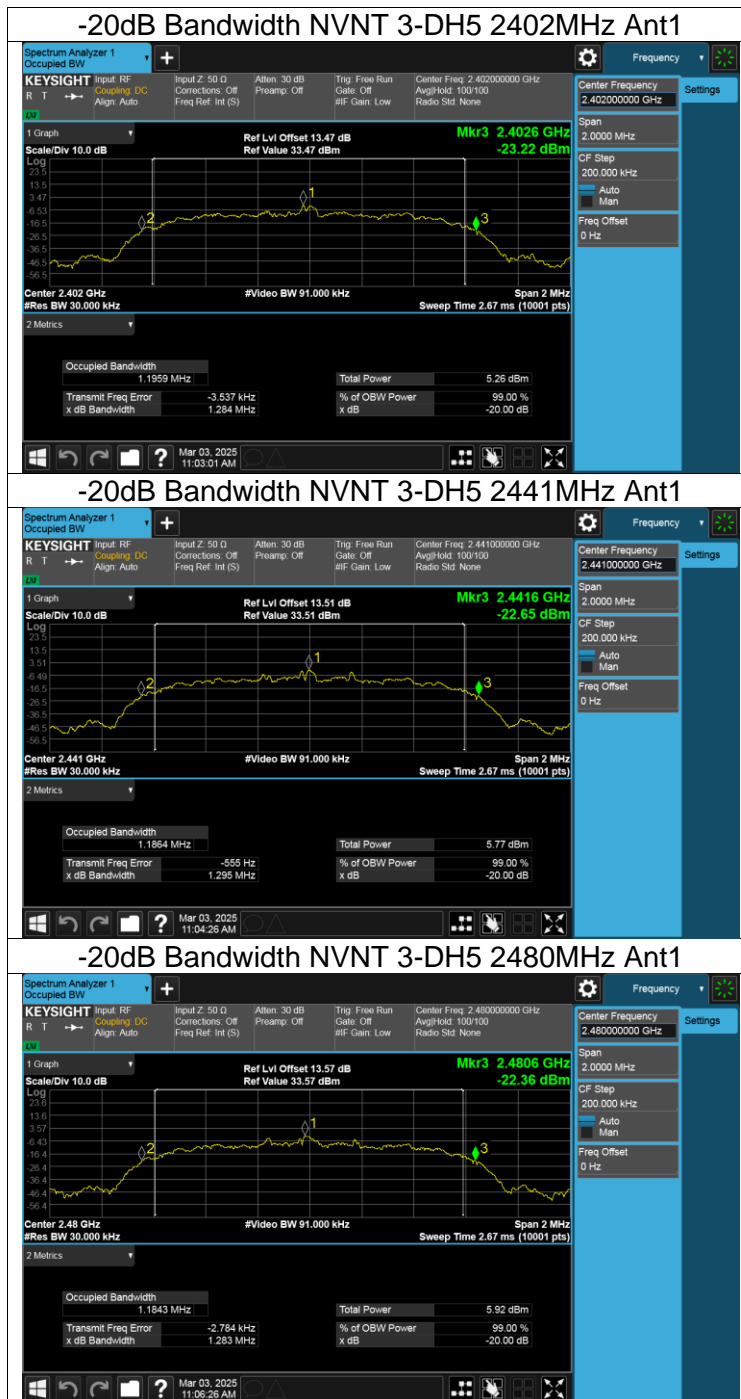 -20dB Bandwidth NVNT 3-DH5 2402MHz Ant1
Spectrum Analyzer 1
Occupied BW
+
Frequency
KEYSIGHT Input: RF Input Z: 50 Ω Atten: 30 dB Trig: Free Run Center Freq: 2.402000000 GHz
R T Coupling: DC Corrections: Off Preamp: Off Gate: Off Avg|Hold: 100/100
Align: Auto Freq Ref: Int (S) #IF Gain: Low Radio Std: None
LXI
Center Frequency
2.402000000 GHz
Settings
Span
2.0000 MHz
CF Step
200.000 kHz
Auto
Man
Freq Offset
0 Hz
1 Graph Ref Lvl Offset 13.47 dB Mkr3 2.4026 GHz
Scale/Div 10.0 dB Ref Value 33.47 dBm -23.22 dBm
Log
23.5
13.5
3.47
-6.53
-16.5
-26.5
-36.5
-46.5
-56.5
1
2
3
Center 2.402 GHz #Video BW 91.000 kHz Span 2 MHz
#Res BW 30.000 kHz Sweep Time 2.67 ms (10001 pts)
2 Metrics
Occupied Bandwidth
1.1959 MHz Total Power 5.26 dBm
Transmit Freq Error -3.537 kHz % of OBW Power 99.00 %
x dB Bandwidth 1.284 MHz x dB -20.00 dB
? Mar 03, 2025
11:03:01 AM
-20dB Bandwidth NVNT 3-DH5 2441MHz Ant1
Spectrum Analyzer 1
Occupied BW
+
Frequency
KEYSIGHT Input: RF Input Z: 50 Ω Atten: 30 dB Trig: Free Run Center Freq: 2.441000000 GHz
R T Coupling: DC Corrections: Off Preamp: Off Gate: Off Avg|Hold: 100/100
Align: Auto Freq Ref: Int (S) #IF Gain: Low Radio Std: None
LXI
Center Frequency
2.441000000 GHz
Settings
Span
2.0000 MHz
CF Step
200.000 kHz
Auto
Man
Freq Offset
0 Hz
1 Graph Ref Lvl Offset 13.51 dB Mkr3 2.4416 GHz
Scale/Div 10.0 dB Ref Value 33.51 dBm -22.65 dBm
Log
23.5
13.5
3.51
-6.49
-16.5
-26.5
-36.5
-46.5
-56.5
1
2
3
Center 2.441 GHz #Video BW 91.000 kHz Span 2 MHz
#Res BW 30.000 kHz Sweep Time 2.67 ms (10001 pts)
2 Metrics
Occupied Bandwidth
1.1864 MHz Total Power 5.77 dBm
Transmit Freq Error -555 Hz % of OBW Power 99.00 %
x dB Bandwidth 1.295 MHz x dB -20.00 dB
? Mar 03, 2025
11:04:26 AM
-20dB Bandwidth NVNT 3-DH5 2480MHz Ant1
Spectrum Analyzer 1
Occupied BW
+
Frequency
KEYSIGHT Input: RF Input Z: 50 Ω Atten: 30 dB Trig: Free Run Center Freq: 2.480000000 GHz
R T Coupling: DC Corrections: Off Preamp: Off Gate: Off Avg|Hold: 100/100
Align: Auto Freq Ref: Int (S) #IF Gain: Low Radio Std: None
LXI
Center Frequency
2.480000000 GHz
Settings
Span
2.0000 MHz
CF Step
200.000 kHz
Auto
Man
Freq Offset
0 Hz
1 Graph Ref Lvl Offset 13.57 dB Mkr3 2.4806 GHz
Scale/Div 10.0 dB Ref Value 33.57 dBm -22.36 dBm
Log
23.6
13.6
3.57
-6.43
-16.4
-26.4
-36.4
-46.4
-56.4
1
2
3
Center 2.48 GHz #Video BW 91.000 kHz Span 2 MHz
#Res BW 30.000 kHz Sweep Time 2.67 ms (10001 pts)
2 Metrics
Occupied Bandwidth
1.1843 MHz Total Power 5.92 dBm
Transmit Freq Error -2.784 kHz % of OBW Power 99.00 %
x dB Bandwidth 1.283 MHz x dB -20.00 dB
? Mar 03, 2025
11:06:26 AM